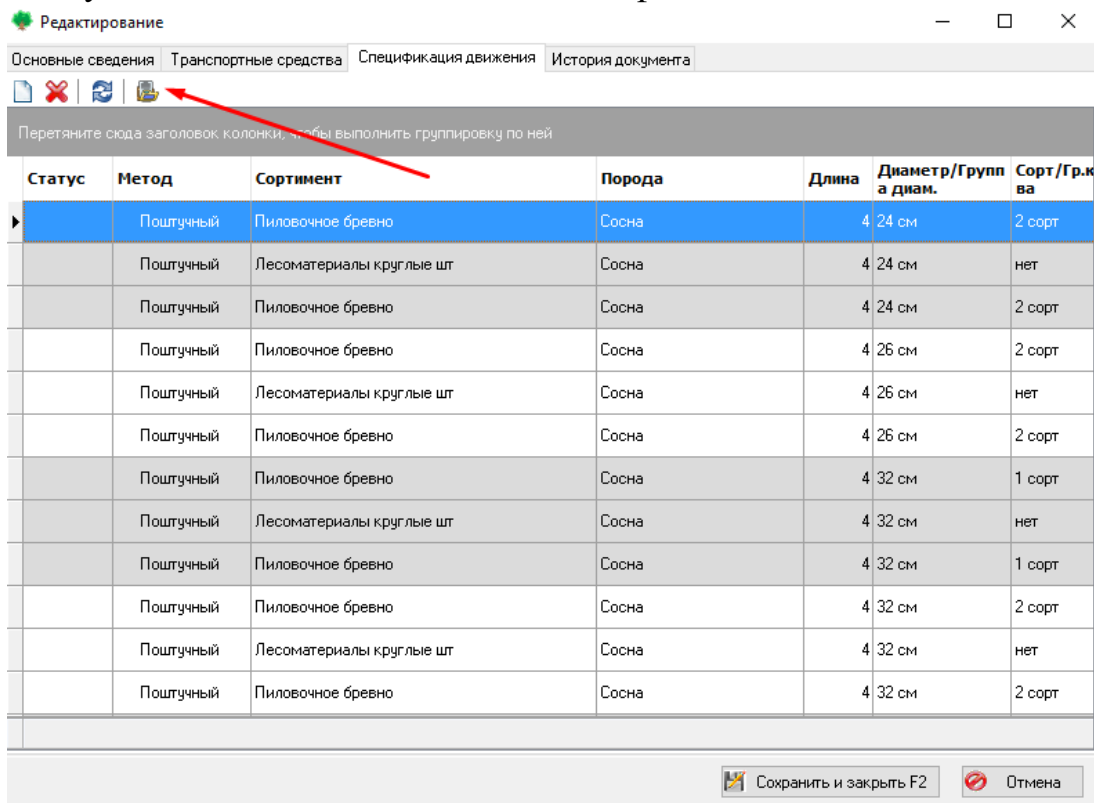 Редактирование
Основные сведения Транспортные средства Спецификация движения История документа
Перетяните сюда заголовок колонки, чтобы выполнить группировку по ней
Статус Метод Сортимент Порода Длина Диаметр/Групп а диам. Сорт/Гр.к ва
Поштучный Пиловочное бревно Сосна 4 24 см 2 сорт
Поштучный Лесоматериалы круглые шт Сосна 4 24 см нет
Поштучный Пиловочное бревно Сосна 4 24 см 2 сорт
Поштучный Пиловочное бревно Сосна 4 26 см 2 сорт
Поштучный Лесоматериалы круглые шт Сосна 4 26 см нет
Поштучный Пиловочное бревно Сосна 4 26 см 2 сорт
Поштучный Пиловочное бревно Сосна 4 32 см 1 сорт
Поштучный Лесоматериалы круглые шт Сосна 4 32 см нет
Поштучный Пиловочное бревно Сосна 4 32 см 1 сорт
Поштучный Пиловочное бревно Сосна 4 32 см 2 сорт
Поштучный Лесоматериалы круглые шт Сосна 4 32 см нет
Поштучный Пиловочное бревно Сосна 4 32 см 2 сорт
Сохранить и закрыть F2 Отмена